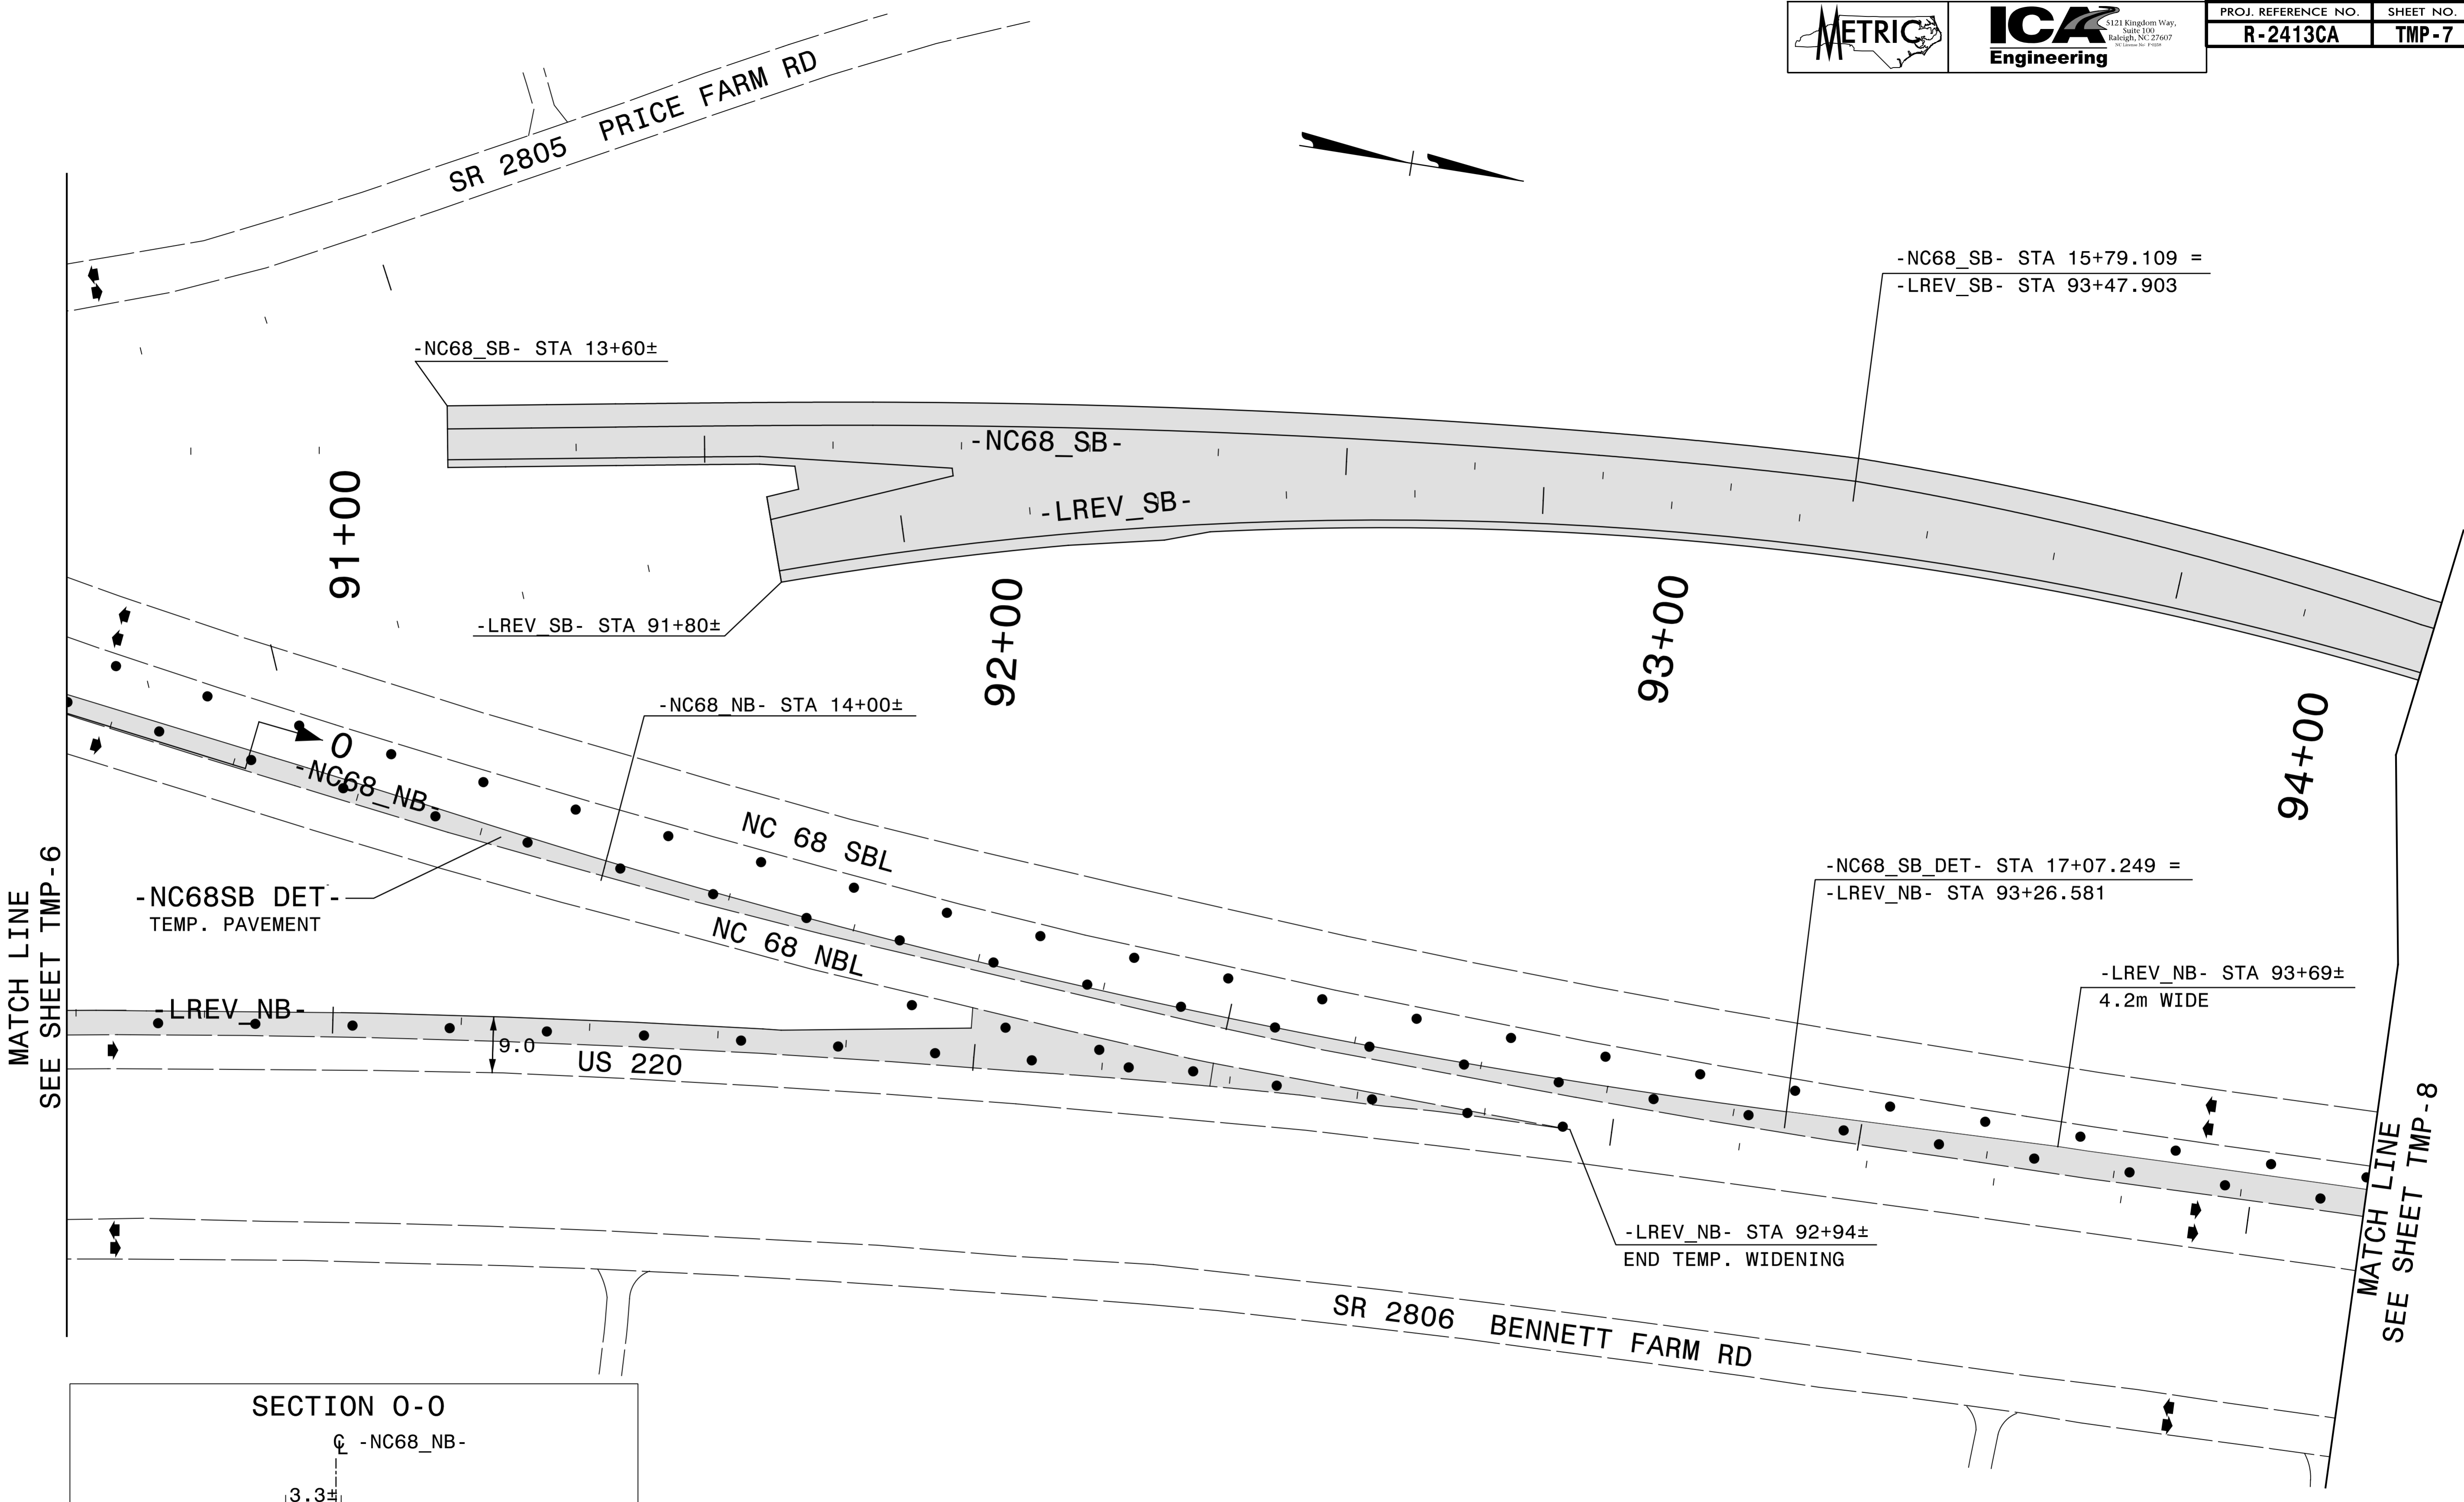 METRIC
ICA
Engineering
5121 Kingdom Way,
Suite 100
Raleigh, NC 27607
PROJ. REFERENCE NO.
SHEET NO.
R-2413CA
TMP-7
SR 2805 PRICE FARM RD
-NC68_SB- STA 15+79.109 =
-LREV_SB- STA 93+47.903
-NC68_SB- STA 13+60±
-NC68_SB-
-LREV_SB-
91+00
92+00
93+00
94+00
-LREV_SB- STA 91+80±
-NC68_NB- STA 14+00±
O
-NC68_NB-
NC 68 SBL
-NC68SB DET-
TEMP. PAVEMENT
NC 68 NBL
-NC68_SB_DET- STA 17+07.249 =
-LREV_NB- STA 93+26.581
-LREV_NB- STA 93+69±
4.2m WIDE
MATCH LINE
SEE SHEET TMP-6
-LREV_NB-
9.0
US 220
-LREV_NB- STA 92+94±
END TEMP. WIDENING
MATCH LINE
SEE SHEET TMP-8
SR 2806 BENNETT FARM RD
SECTION O-O
℄ -NC68_NB-
3.3±